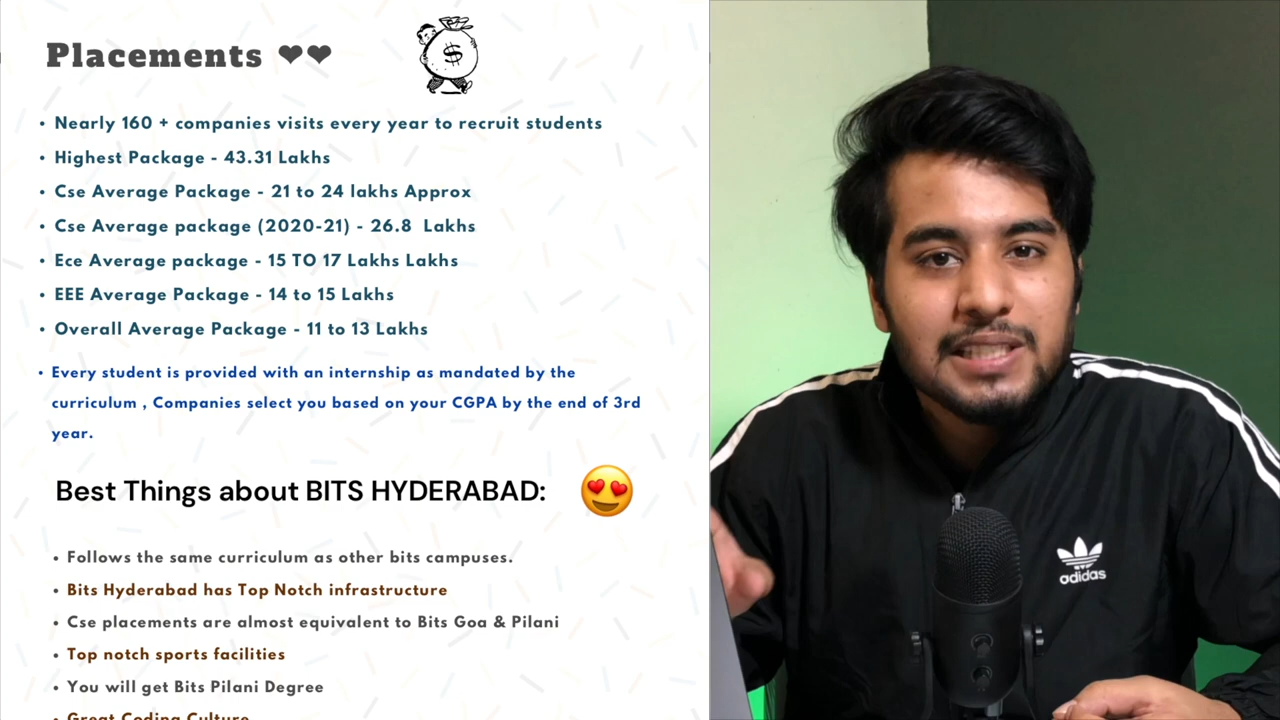 Placements ❤❤
$
• Nearly 160 + companies visits every year to recruit students
• Highest Package - 43.31 Lakhs
• Cse Average Package - 21 to 24 lakhs Approx
• Cse Average package (2020-21) - 26.8 Lakhs
• Ece Average package - 15 TO 17 Lakhs Lakhs
• EEE Average Package - 14 to 15 Lakhs
• Overall Average Package - 11 to 13 Lakhs
• Every student is provided with an internship as mandated by the
curriculum , Companies select you based on your CGPA by the end of 3rd
year.
Best Things about BITS HYDERABAD: 😍
• Follows the same curriculum as other bits campuses.
• Bits Hyderabad has Top Notch infrastructure
• Cse placements are almost equivalent to Bits Goa & Pilani
• Top notch sports facilities
• You will get Bits Pilani Degree
• Great Coding Culture
adidas